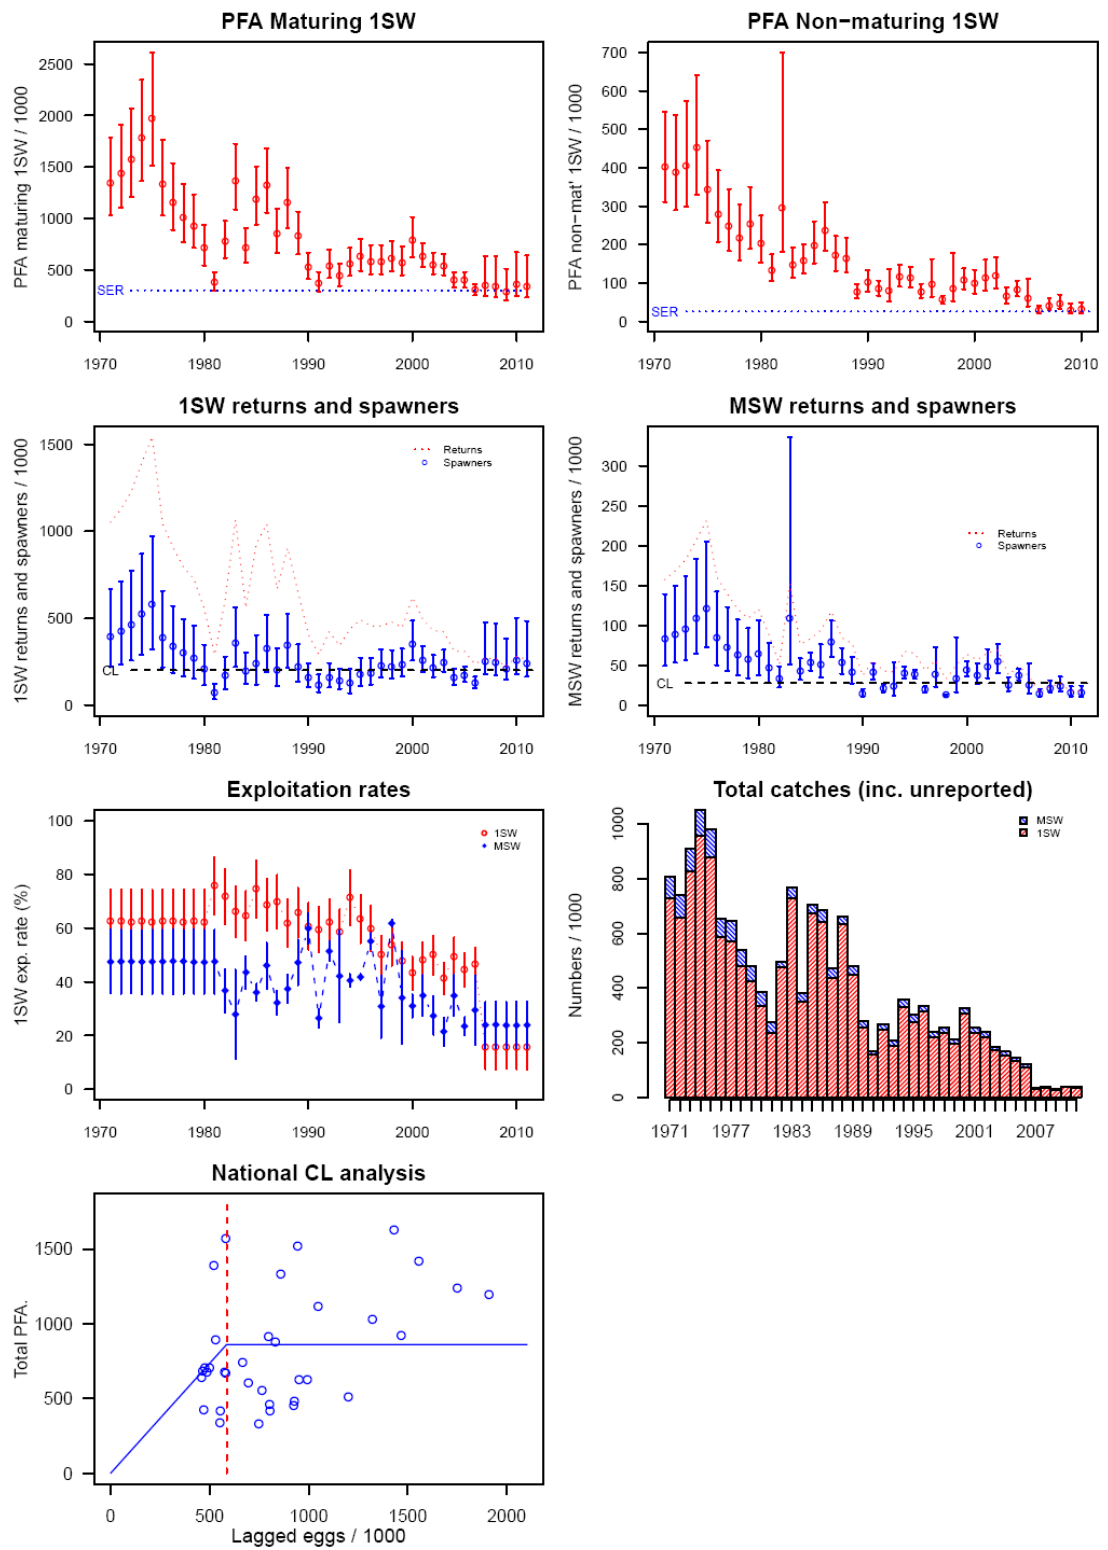 PFA Maturing 1SW
PFA maturing 1SW / 1000
2500
2000
1500
1000
500
0
SER
1970 1980 1990 2000 2010
PFA Non−maturing 1SW
PFA non−mat' 1SW / 1000
700
600
500
400
300
200
100
0
SER
1970 1980 1990 2000 2010
1SW returns and spawners
1SW returns and spawners / 1000
1500
1000
500
0
Returns
Spawners
CL
1970 1980 1990 2000 2010
MSW returns and spawners
MSW returns and spawners / 1000
300
250
200
150
100
50
0
Returns
Spawners
CL
1970 1980 1990 2000 2010
Exploitation rates
1SW exp. rate (%)
100
80
60
40
20
0
1SW
MSW
1970 1980 1990 2000 2010
Total catches (inc. unreported)
Numbers / 1000
1000
800
600
400
200
0
MSW
1SW
1971 1977 1983 1989 1995 2001 2007
National CL analysis
Total PFA.
1500
1000
500
0
0 500 1000 1500 2000
Lagged eggs / 1000